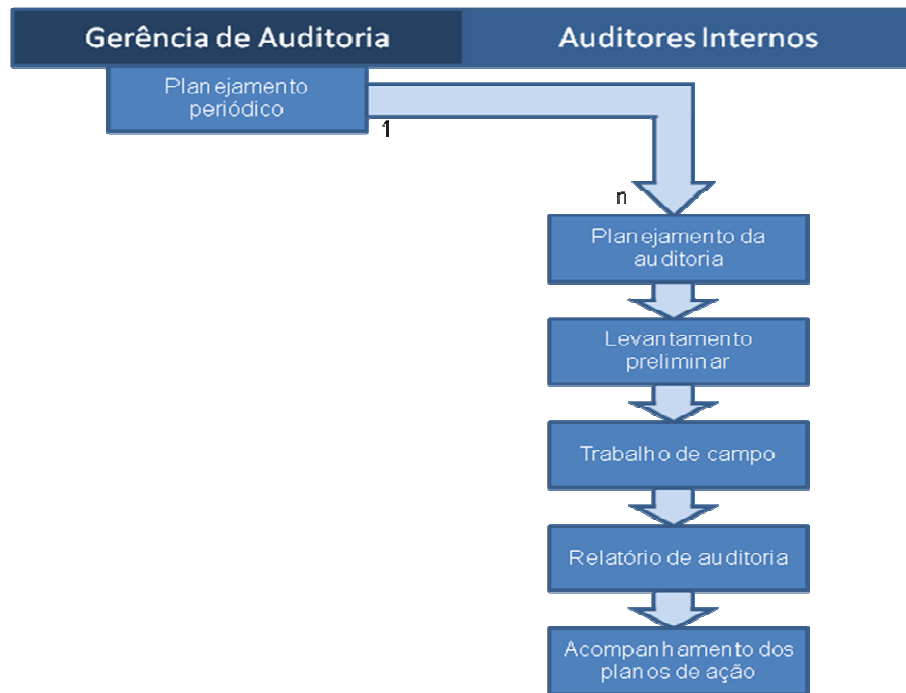 Gerência de Auditoria
Auditores Internos
Planejamento
periódico
1
n
Planejamento da
auditoria
Levantamento
preliminar
Trabalho de campo
Relatório de auditoria
Acompanhamento dos
planos de ação